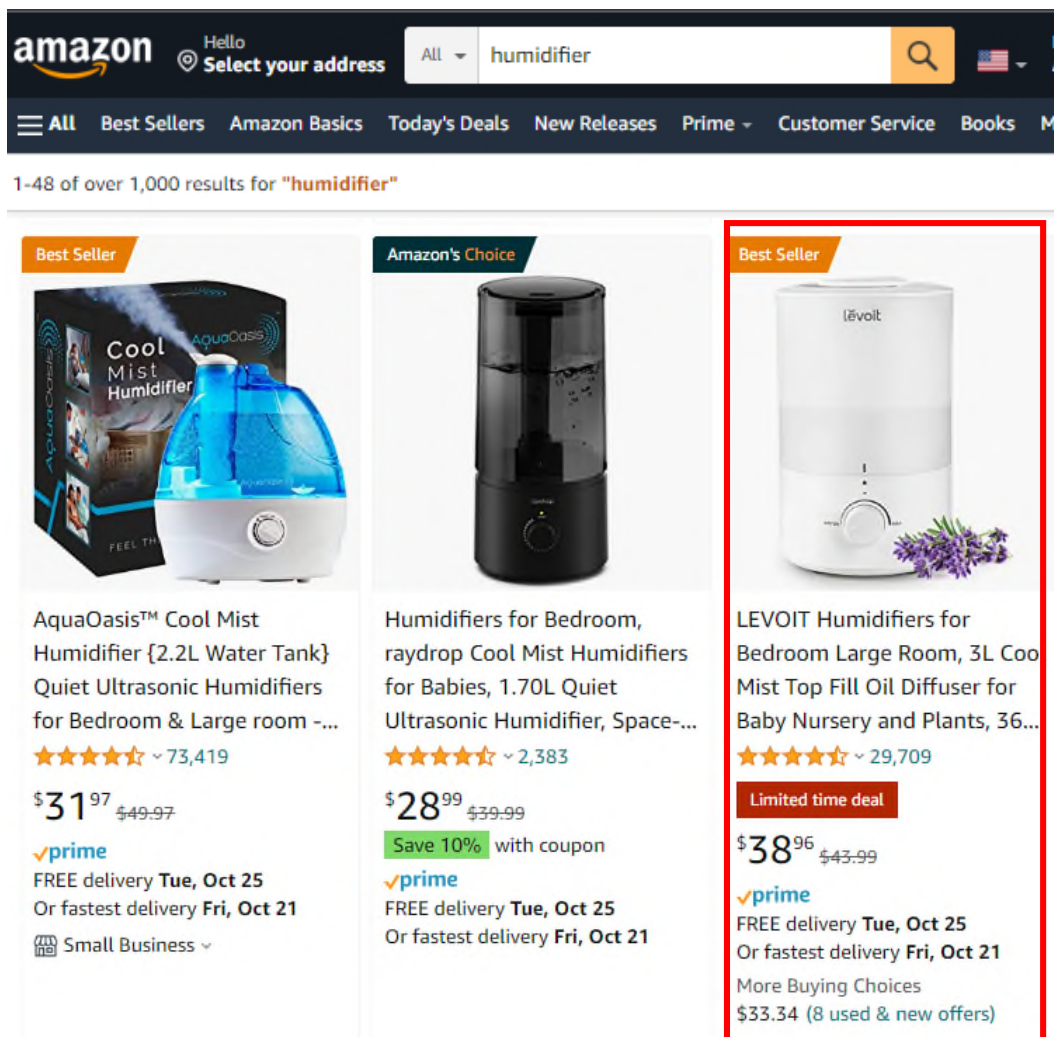 amazon
Hello
Select your address
All
humidifier
All
Best Sellers
Amazon Basics
Today's Deals
New Releases
Prime
Customer Service
Books
1-48 of over 1,000 results for "humidifier"
Best Seller
AquaOasis
Cool
Mist
Humidifier
AquaOasis
FEEL
AquaOasis™ Cool Mist
Humidifier {2.2L Water Tank}
Quiet Ultrasonic Humidifiers
for Bedroom & Large room -...
73,419
$31 97 $49.97
prime
FREE delivery Tue, Oct 25
Or fastest delivery Fri, Oct 21
Small Business
Amazon's Choice
Humidifiers for Bedroom,
raydrop Cool Mist Humidifiers
for Babies, 1.70L Quiet
Ultrasonic Humidifier, Space-...
2,383
$28 99 $39.99
Save 10% with coupon
prime
FREE delivery Tue, Oct 25
Or fastest delivery Fri, Oct 21
Best Seller
levoit
LEVOIT Humidifiers for
Bedroom Large Room, 3L Coo
Mist Top Fill Oil Diffuser for
Baby Nursery and Plants, 36...
29,709
Limited time deal
$38 96 $43.99
prime
FREE delivery Tue, Oct 25
Or fastest delivery Fri, Oct 21
More Buying Choices
$33.34 (8 used & new offers)